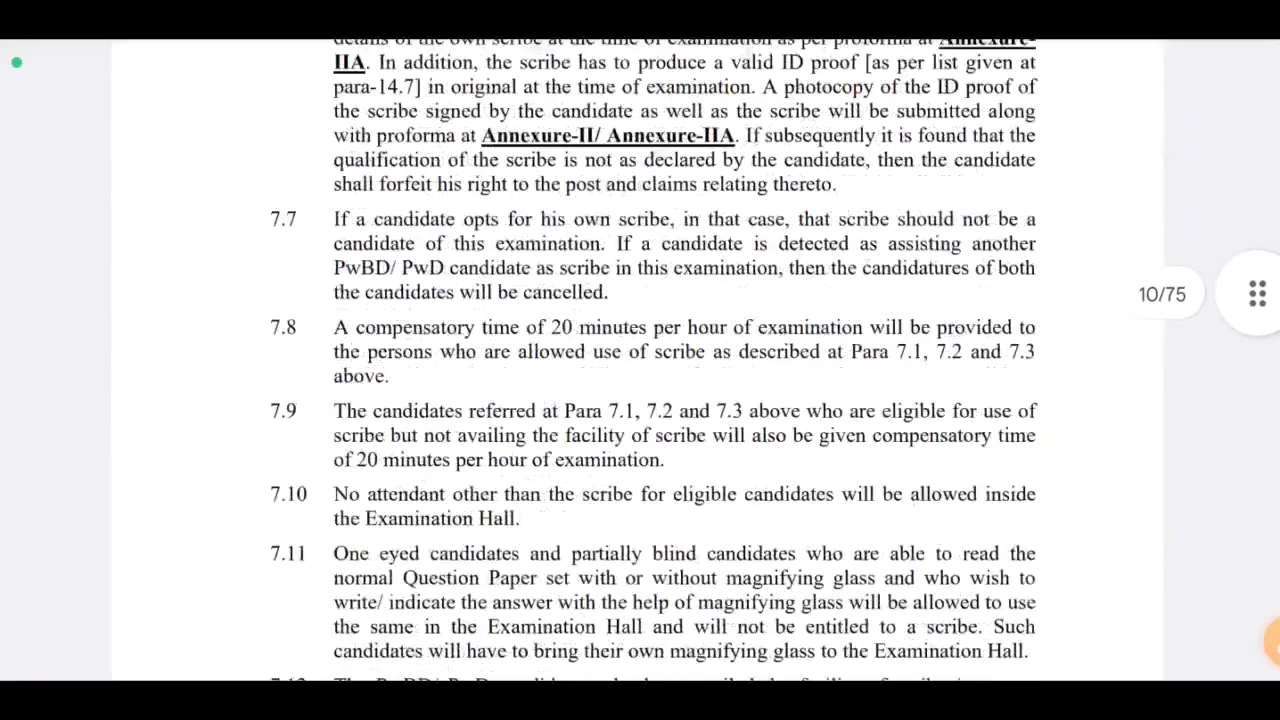 details of the own scribe at the time of examination as per proforma at Annexure-
IIA. In addition, the scribe has to produce a valid ID proof [as per list given at
para-14.7] in original at the time of examination. A photocopy of the ID proof of
the scribe signed by the candidate as well as the scribe will be submitted along
with proforma at Annexure-II/ Annexure-IIA. If subsequently it is found that the
qualification of the scribe is not as declared by the candidate, then the candidate
shall forfeit his right to the post and claims relating thereto.
7.7 If a candidate opts for his own scribe, in that case, that scribe should not be a
candidate of this examination. If a candidate is detected as assisting another
PwBD/ PwD candidate as scribe in this examination, then the candidatures of both
the candidates will be cancelled.
10/75
7.8 A compensatory time of 20 minutes per hour of examination will be provided to
the persons who are allowed use of scribe as described at Para 7.1, 7.2 and 7.3
above.
7.9 The candidates referred at Para 7.1, 7.2 and 7.3 above who are eligible for use of
scribe but not availing the facility of scribe will also be given compensatory time
of 20 minutes per hour of examination.
7.10 No attendant other than the scribe for eligible candidates will be allowed inside
the Examination Hall.
7.11 One eyed candidates and partially blind candidates who are able to read the
normal Question Paper set with or without magnifying glass and who wish to
write/ indicate the answer with the help of magnifying glass will be allowed to use
the same in the Examination Hall and will not be entitled to a scribe. Such
candidates will have to bring their own magnifying glass to the Examination Hall.